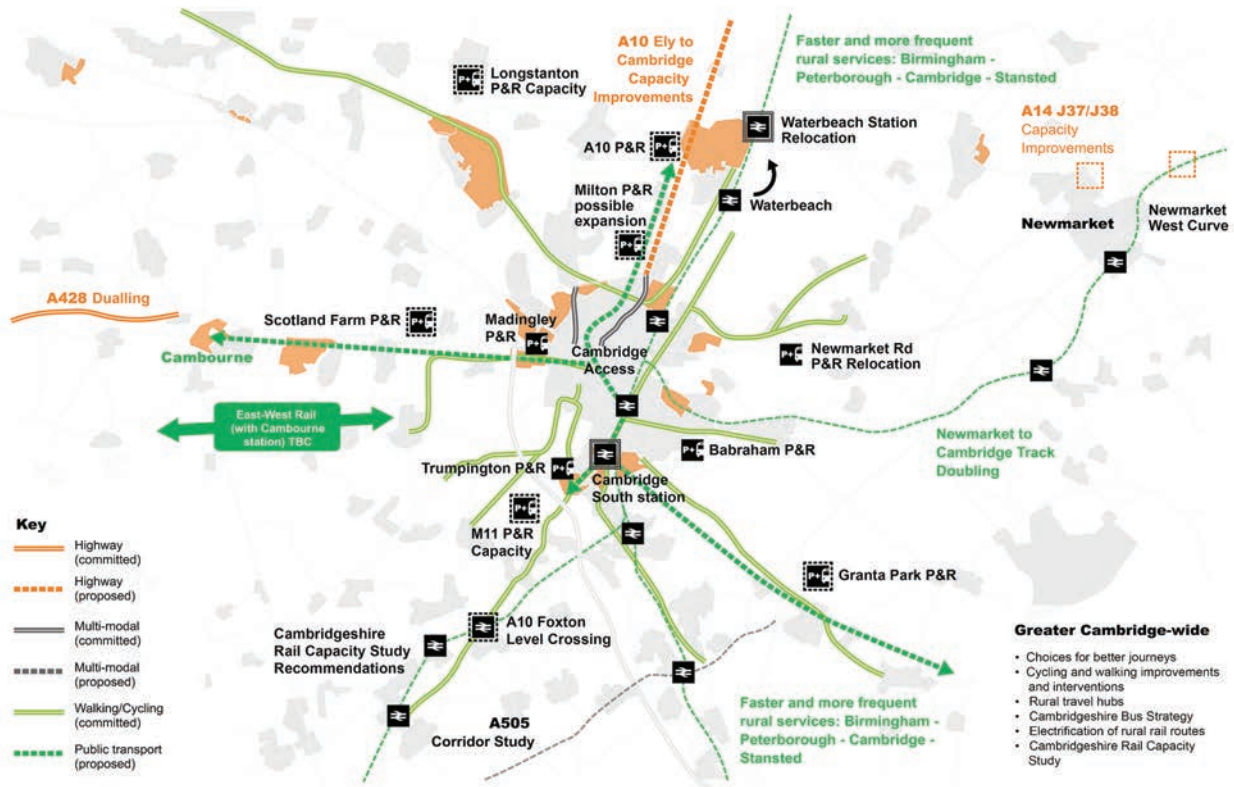 A10 Ely to
Cambridge
Capacity
Improvements
Faster and more frequent
rural services: Birmingham -
Peterborough - Cambridge - Stansted
P+
Longstanton
P&R Capacity
A14 J37/J38
Capacity
Improvements
Waterbeach Station
Relocation
A10 P&R
P+
Milton P&R
possible
expansion
P+
Waterbeach
Newmarket
Newmarket
West Curve
A428 Dualling
Scotland Farm P&R
P+
Madingley
P&R
P+
Cambourne
Cambridge
Access
P+
Newmarket Rd
P&R Relocation
East-West Rail
(with Cambourne
station) TBC
Newmarket to
Cambridge Track
Doubling
P+
Babraham P&R
Trumpington P&R
P+
Cambridge
South station
P+
M11 P&R
Capacity
P+
Granta Park P&R
A10 Foxton
Level Crossing
Cambridgeshire
Rail Capacity Study
Recommendations
A505
Corridor Study
Faster and more frequent
rural services: Birmingham -
Peterborough - Cambridge -
Stansted
Key
Highway
(committed)
Highway
(proposed)
Multi-modal
(committed)
Multi-modal
(proposed)
Walking/Cycling
(committed)
Public transport
(proposed)
Greater Cambridge-wide
• Choices for better journeys
• Cycling and walking improvements
and interventions
• Rural travel hubs
• Cambridgeshire Bus Strategy
• Electrification of rural rail routes
• Cambridgeshire Rail Capacity
Study